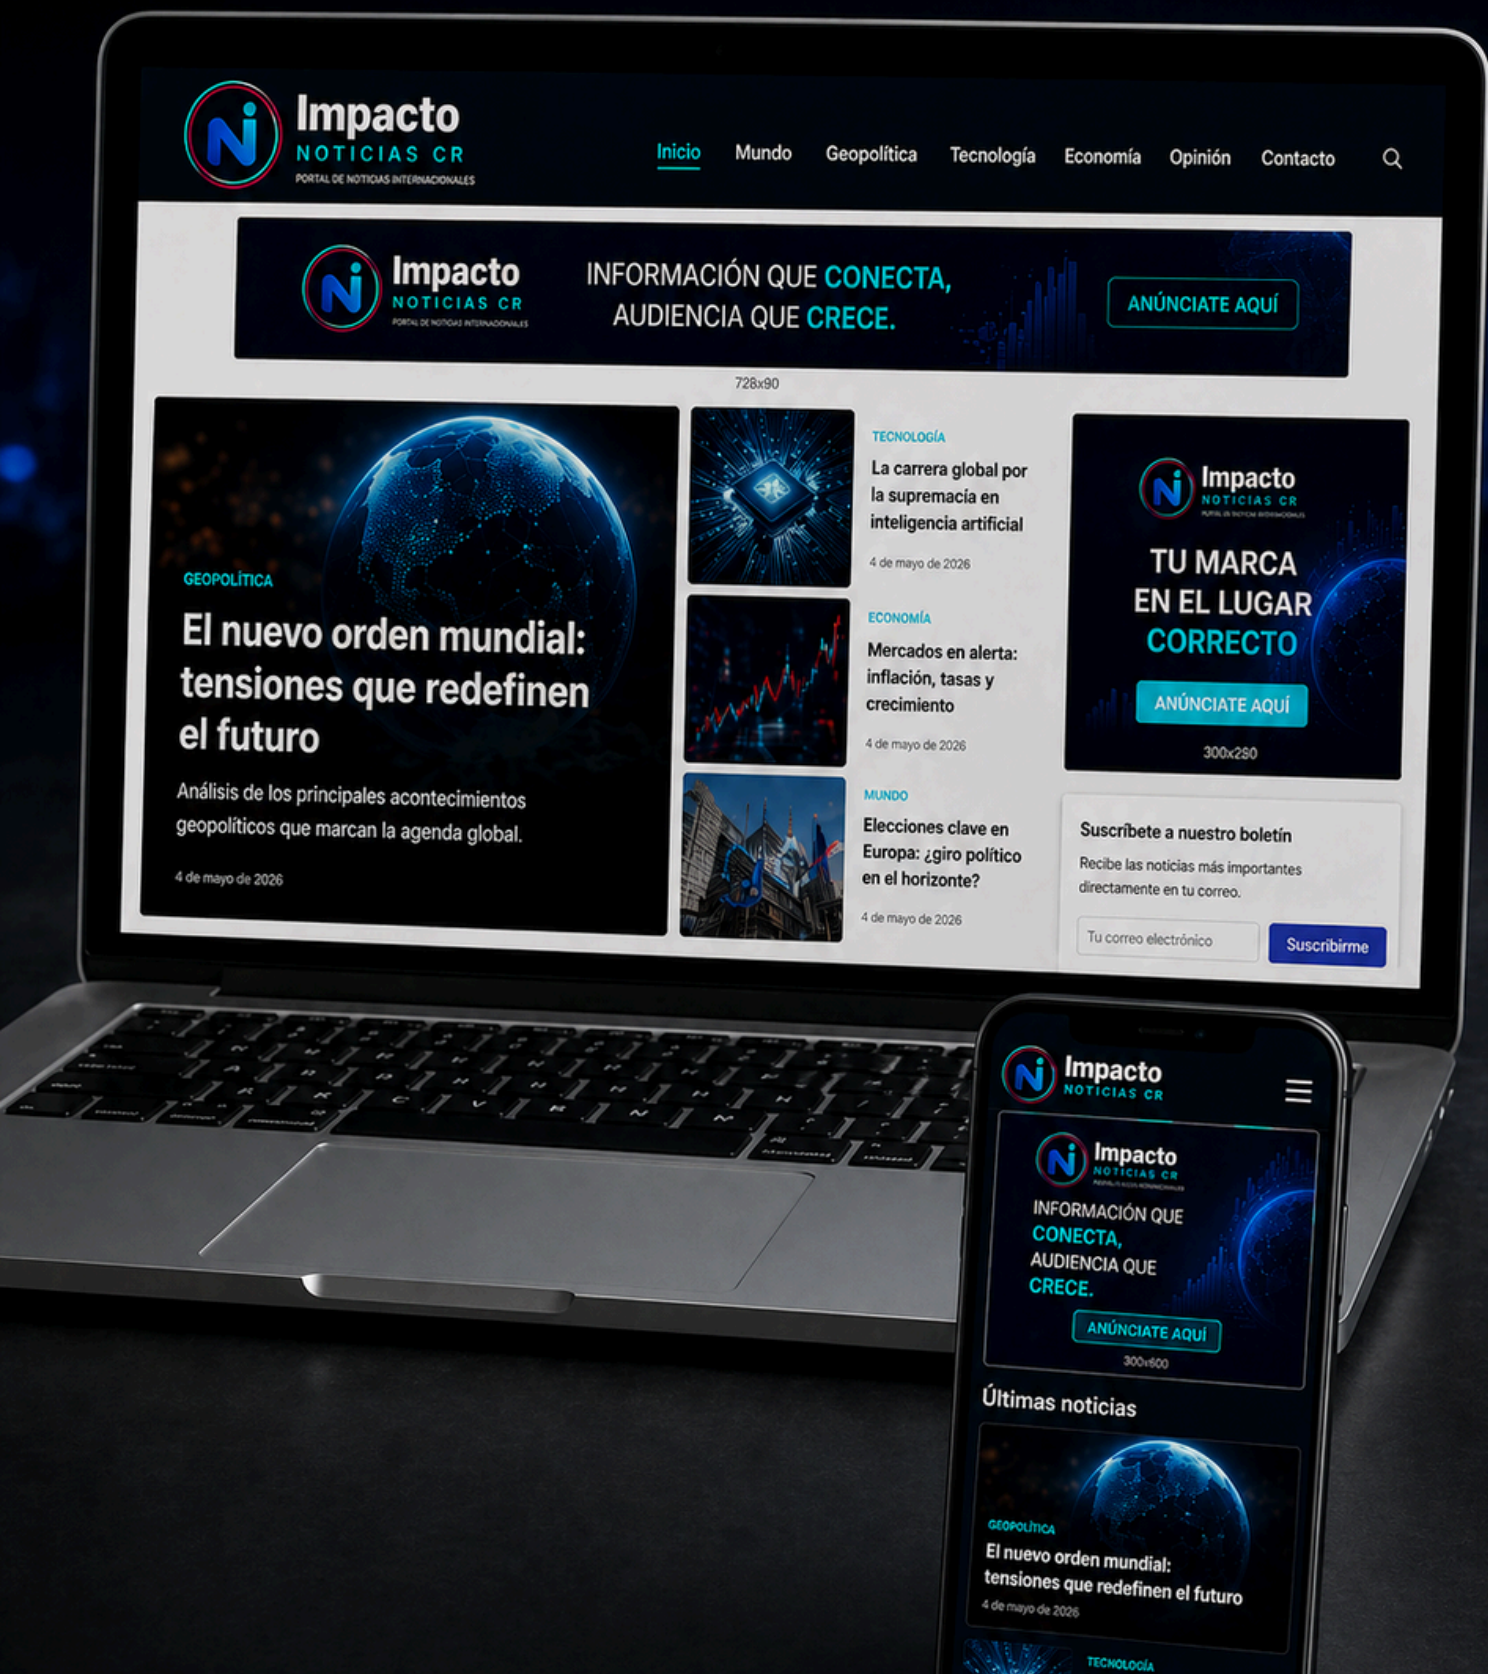 Impacto
NOTICIAS CR
PORTAL DE NOTICIAS INTERNACIONALES
Inicio Mundo Geopolítica Tecnología Economía Opinión Contacto
Impacto
NOTICIAS CR
PORTAL DE NOTICIAS INTERNACIONALES
INFORMACIÓN QUE CONECTA,
AUDIENCIA QUE CRECE.
ANÚNCIATE AQUÍ
728x90
GEOPOLÍTICA
El nuevo orden mundial:
tensiones que redefinen
el futuro
Análisis de los principales acontecimientos
geopolíticos que marcan la agenda global.
4 de mayo de 2026
TECNOLOGÍA
La carrera global por
la supremacía en
inteligencia artificial
4 de mayo de 2026
ECONOMÍA
Mercados en alerta:
inflación, tasas y
crecimiento
4 de mayo de 2026
MUNDO
Elecciones clave en
Europa: ¿giro político
en el horizonte?
4 de mayo de 2026
Impacto
NOTICIAS CR
TU MARCA
EN EL LUGAR
CORRECTO
ANÚNCIATE AQUÍ
300x250
Suscríbete a nuestro boletín
Recibe las noticias más importantes
directamente en tu correo.
Tu correo electrónico
Suscribirme
Impacto
NOTICIAS CR
Impacto
NOTICIAS CR
INFORMACIÓN QUE
CONECTA,
AUDIENCIA QUE
CRECE.
ANÚNCIATE AQUÍ
300x600
Últimas noticias
GEOPOLÍTICA
El nuevo orden mundial:
tensiones que redefinen el futuro
4 de mayo de 2026
TECNOLOGÍA